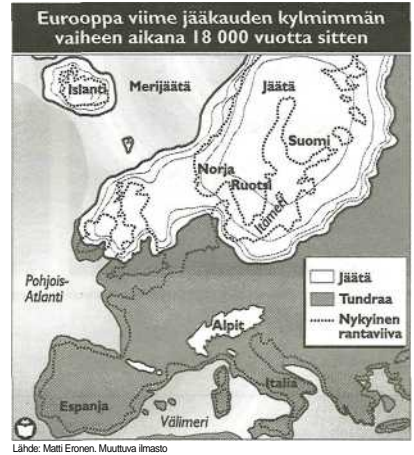 Eurooppa viime jääkauden kylmimmän
vaiheen aikana 18 000 vuotta sitten
Islanti
Merijäätä
Jäätä
Suomi
Norja
Ruotsi
Itämeri
Pohjois-
Atlanti
Jäätä
Tundraa
Nykyinen
rantaviiva
Alpit
Italia
Espanja
Välimeri
Lähde: Matti Eronen. Muuttuva ilmasto